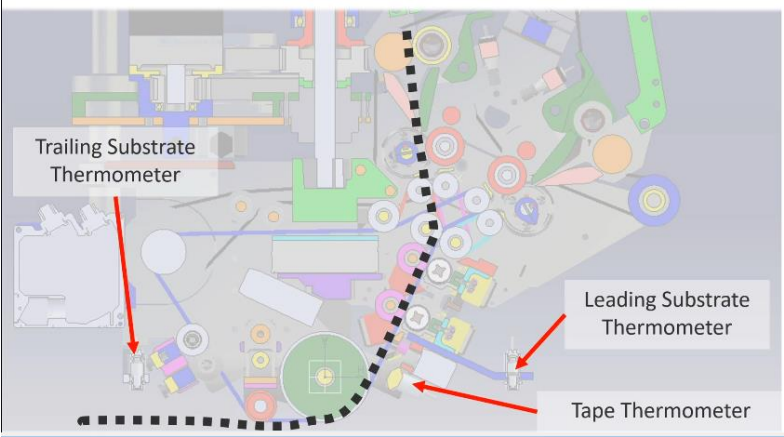 Trailing Substrate
Thermometer
Leading Substrate
Thermometer
Tape Thermometer